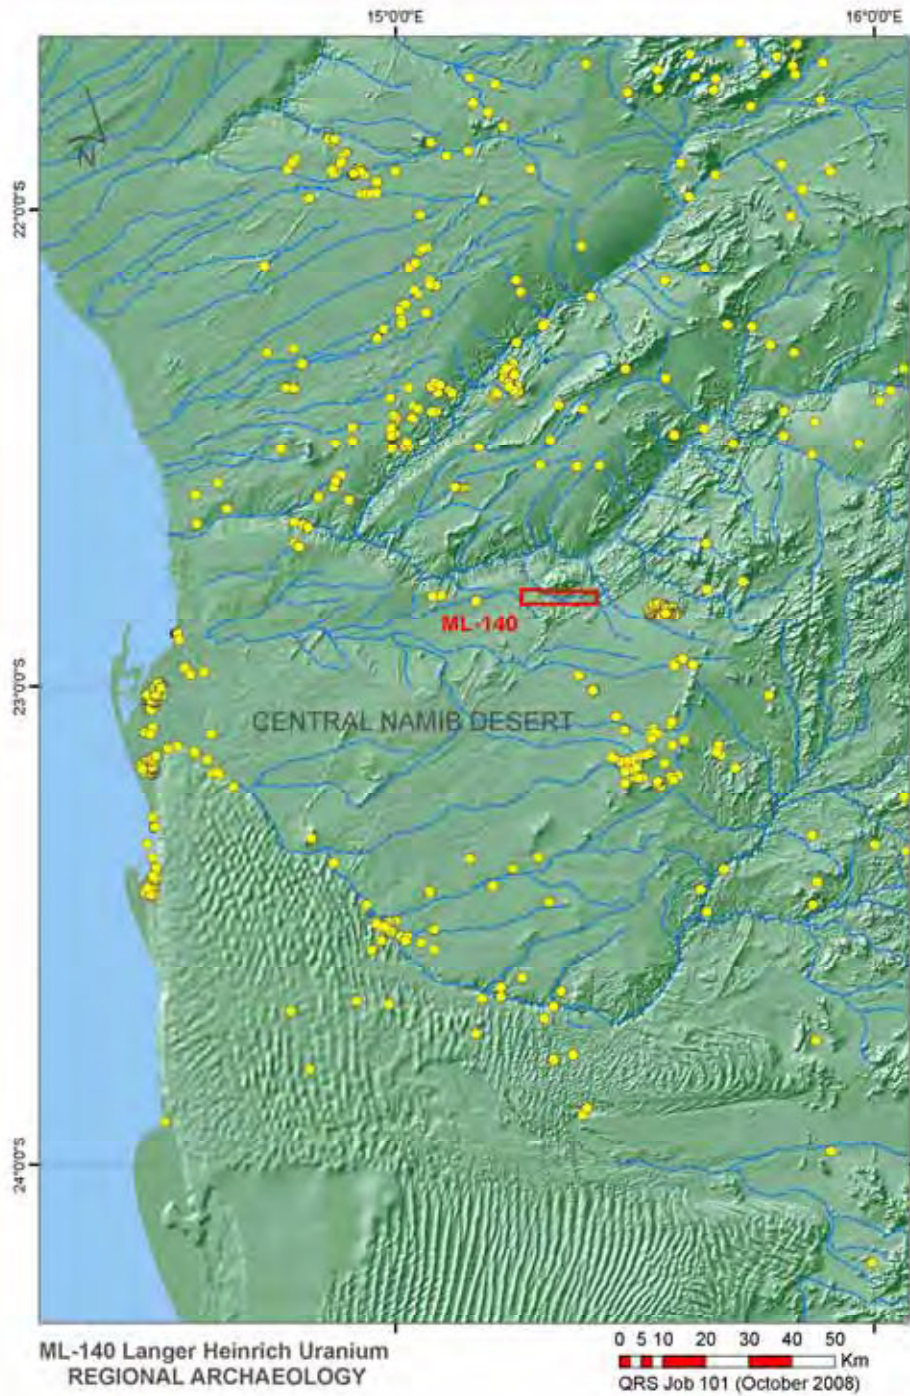 15°0'0"E 16°0'0"E
N
22°0'0"S
ML-140
23°0'0"S
CENTRAL NAMIB DESERT
24°0'0"S
ML-140 Langer Heinrich Uranium
REGIONAL ARCHAEOLOGY
0 5 10 20 30 40 50
Km
QRS Job 101 (October 2008)